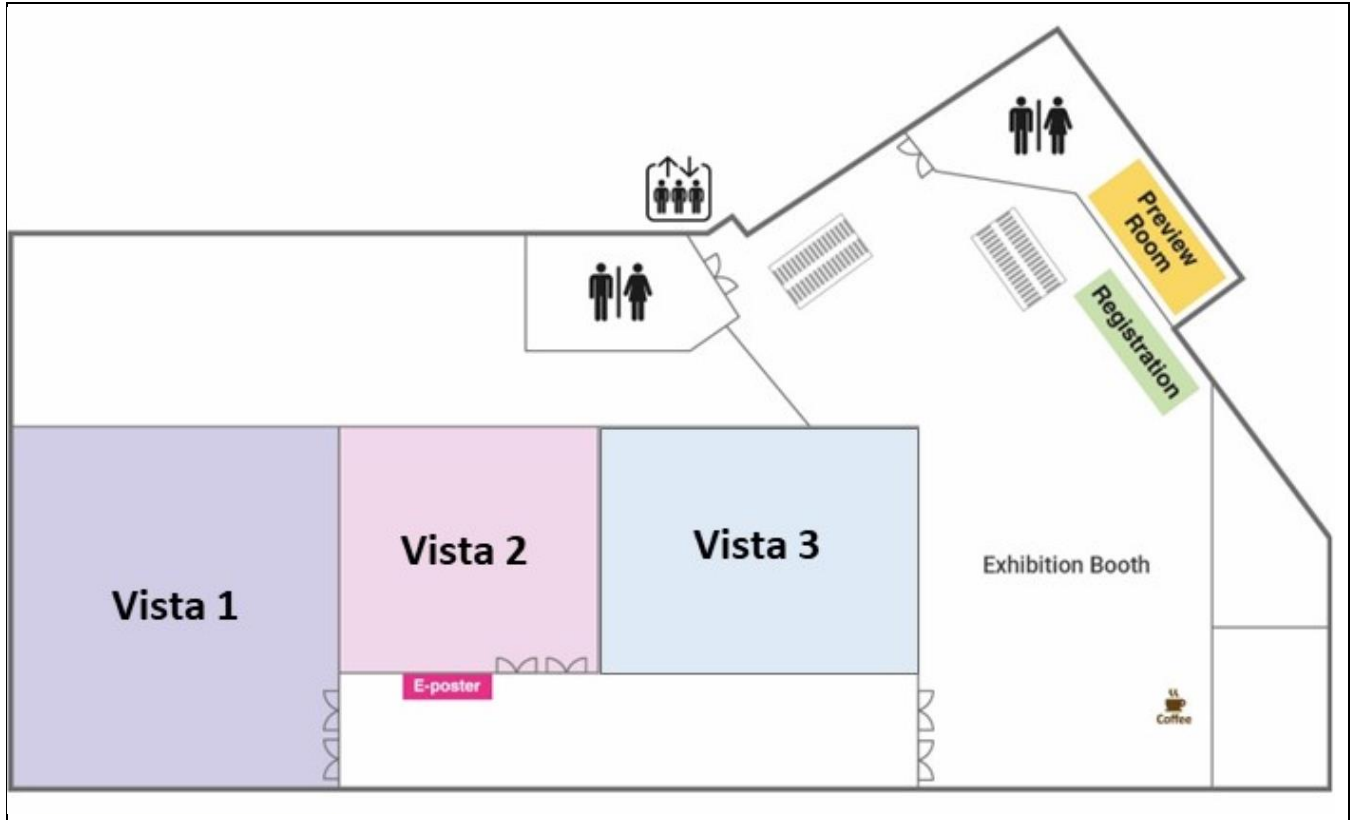 Preview
Room
Registration
Vista 1
Vista 2
Vista 3
Exhibition Booth
E-poster
Coffee